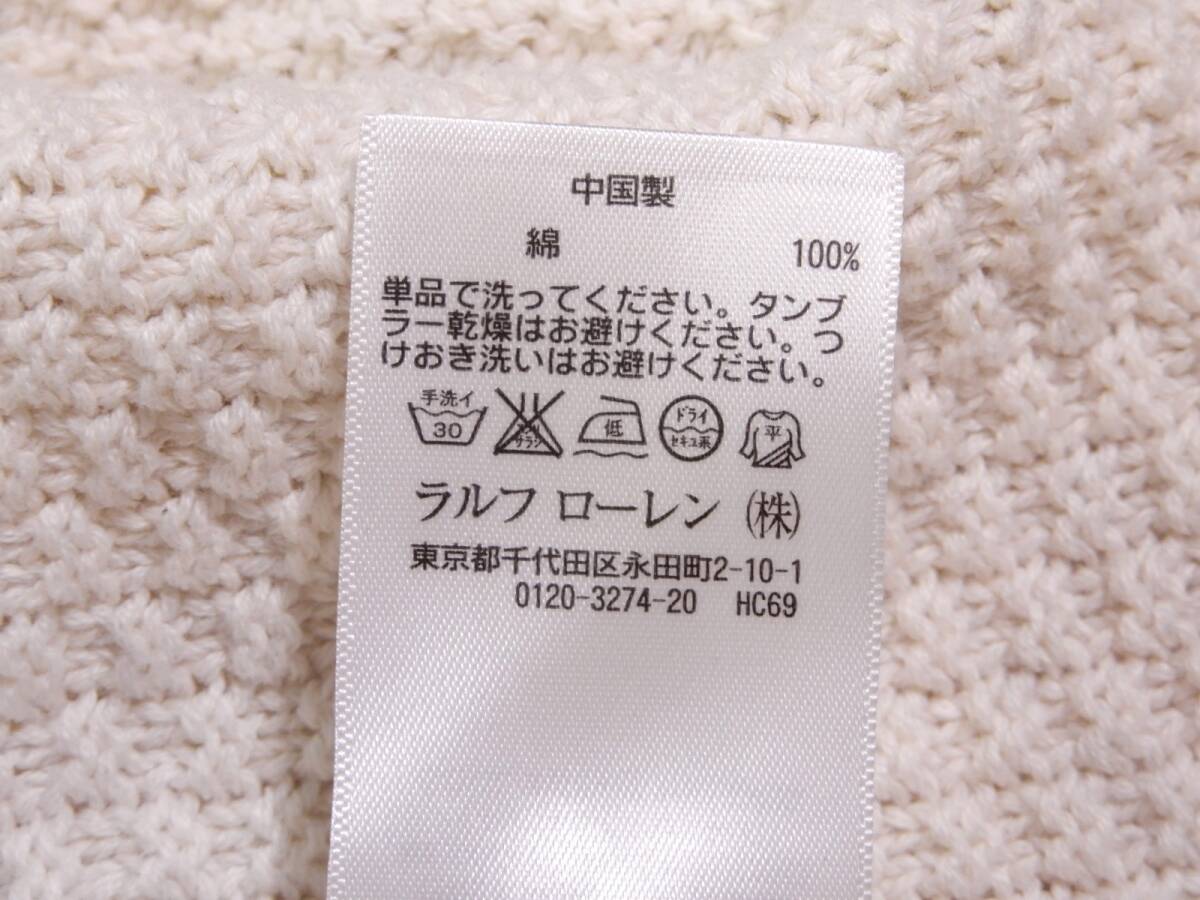 中国製
綿 100%
単品で洗ってください。タンブ
ラー乾燥はお避けください。つ
けおき洗いはお避けください。
手洗イ
30
サラシ
低
ドライ
セキユ系
平
ラルフ ローレン ㈱
東京都千代田区永田町2-10-1
0120-3274-20 HC69